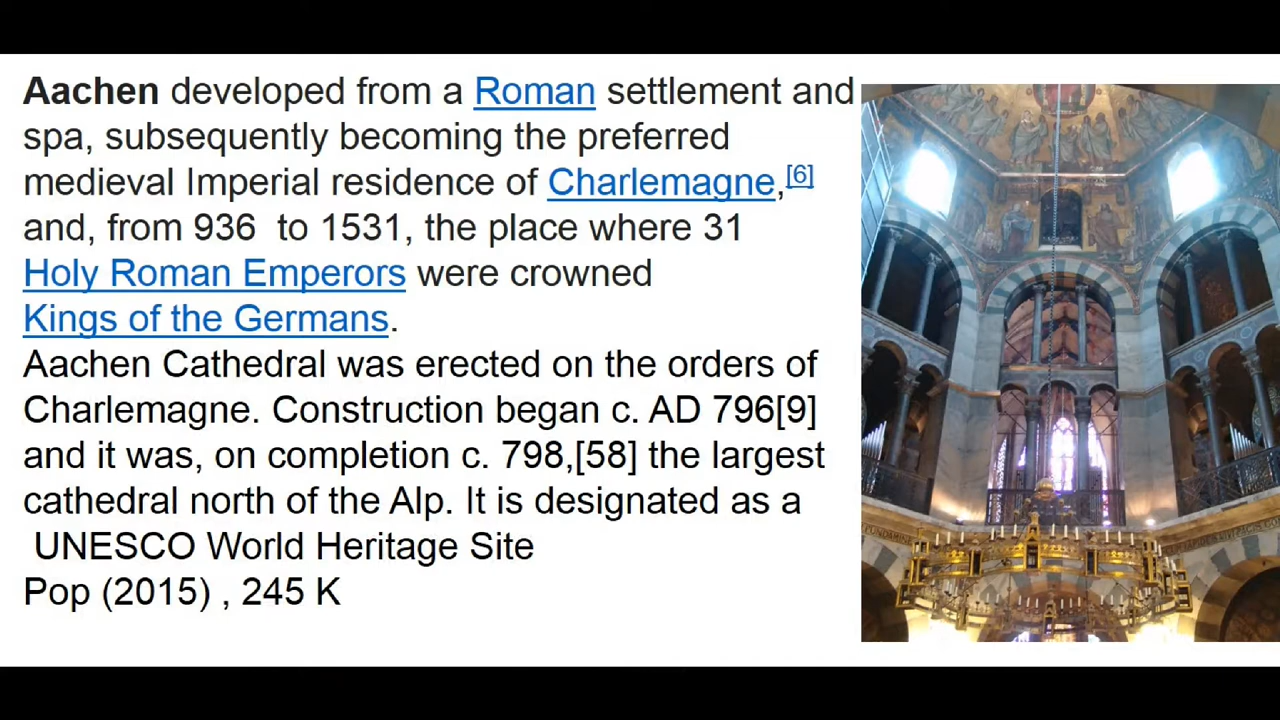 Aachen developed from a Roman settlement and
spa, subsequently becoming the preferred
medieval Imperial residence of Charlemagne,[6]
and, from 936  to 1531, the place where 31
Holy Roman Emperors were crowned
Kings of the Germans.
Aachen Cathedral was erected on the orders of
Charlemagne. Construction began c. AD 796[9]
and it was, on completion c. 798,[58] the largest
cathedral north of the Alp. It is designated as a
UNESCO World Heritage Site
Pop (2015) , 245 K